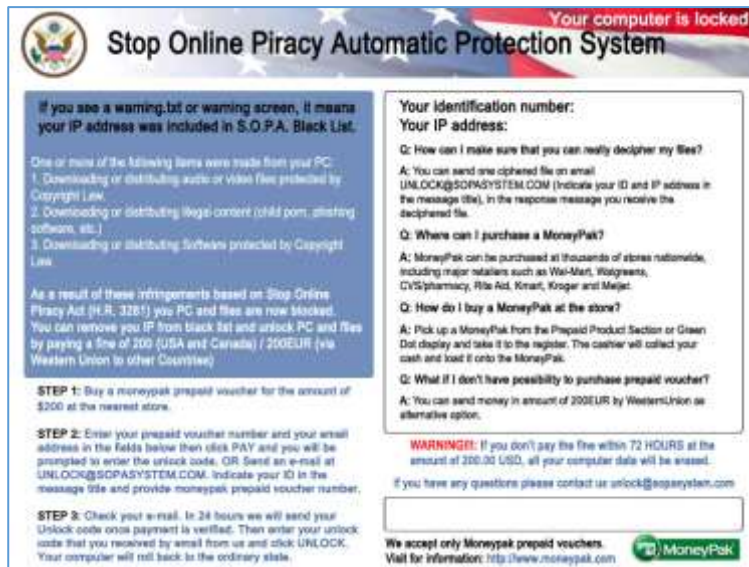 Your computer is locked
Stop Online Piracy Automatic Protection System
If you see a warning.txt or warning screen, it means
your IP address was included in S.O.P.A. Black List.
One or more of the following items were made from your PC:
1. Downloading or distributing audio or video files protected by
Copyright Law.
2. Downloading or distributing illegal content (child porn, phishing
software, etc.)
3. Downloading or distributing Software protected by Copyright
Law.
As a result of these infringements based on Stop Online
Piracy Act (H.R. 3261) you PC and files are now blocked.
You can remove you IP from black list and unlock PC and files
by paying a fine of 200 (USA and Canada) / 200EUR (via
Western Union to other Countries)
STEP 1: Buy a moneypak prepaid voucher for the amount of
$200 at the nearest store.
STEP 2: Enter your prepaid voucher number and your email
address in the fields below then click PAY and you will be
prompted to enter the unlock code. OR Send an e-mail at
UNLOCK@SOPASYSTEM.COM. Indicate your ID in the
message title and provide moneypak prepaid voucher number.
STEP 3: Check your e-mail. In 24 hours we will send your
Unlock code once payment is verified. Then enter your unlock
code that you received by email from us and click UNLOCK.
Your computer will roll back to the ordinary state.
Your identification number:
Your IP address:
Q: How can I make sure that you can really decipher my files?
A: You can send one ciphered file on email
UNLOCK@SOPASYSTEM.COM (Indicate your ID and IP address in
the message title), in the response message you receive the
deciphered file.
Q: Where can I purchase a MoneyPak?
A: MoneyPak can be purchased at thousands of stores nationwide,
including major retailers such as Wal-Mart, Walgreens,
CVS/pharmacy, Rite Aid, Kmart, Kroger and Meijer.
Q: How do I buy a MoneyPak at the store?
A: Pick up a MoneyPak from the Prepaid Product Section or Green
Dot display and take it to the register. The cashier will collect your
cash and load it onto the MoneyPak.
Q: What if I don't have possibility to purchase prepaid voucher?
A: You can send money in amount of 200EUR by WesternUnion as
alternative option.
WARNING!!!: If you don't pay the fine within 72 HOURS at the
amount of 200.00 USD, all your computer data will be erased.
If you have any questions please contact us unlock@sopasystem.com
We accept only Moneypak prepaid vouchers.
Visit for information: http://www.moneypak.com
MoneyPak